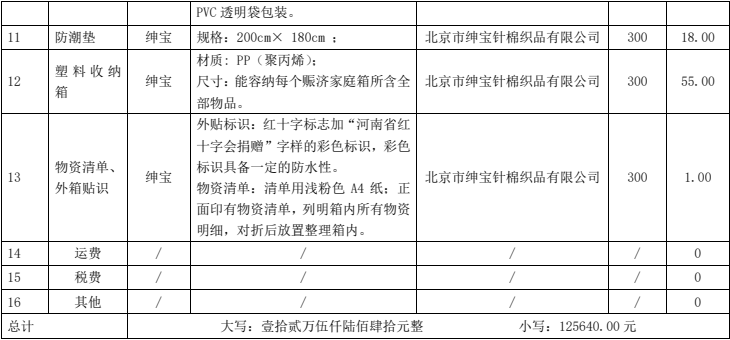 PVC 透明袋包装。
11 防潮垫 绅宝 规格：200cm× 180cm ； 北京市绅宝针棉织品有限公司 300 18.00
12 塑料收纳箱 绅宝 材质：PP（聚丙烯）；
尺寸：能容纳每个赈济家庭箱所含全
部物品。 北京市绅宝针棉织品有限公司 300 55.00
13 物资清单、
外箱贴识 绅宝 外贴标识：红十字标志加“河南省红
十字会捐赠”字样的彩色标识，彩色
标识具备一定的防水性。
物资清单：清单用浅粉色 A4 纸；正
面印有物资清单，列明箱内所有物资
明细，对折后放置整理箱内。 北京市绅宝针棉织品有限公司 300 1.00
14 运费 / / / / 0
15 税费 / / / / 0
16 其他 / / / / 0
总计 大写：壹拾贰万伍仟陆佰肆拾元整 小写：125640.00 元